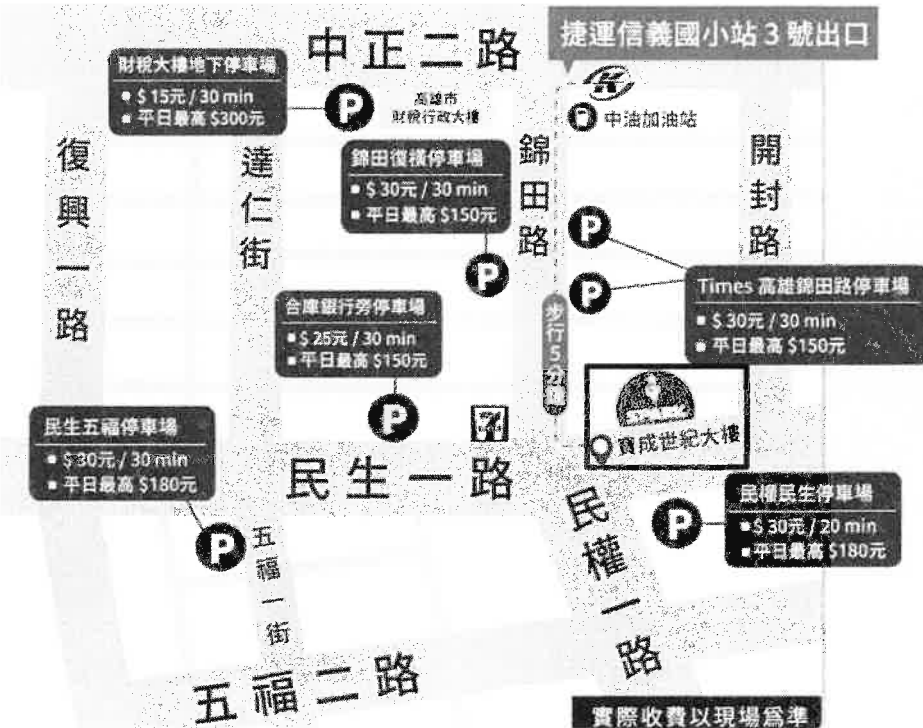 捷運信義國小站 3 號出口
中正二路
財稅大樓地下停車場
$ 15元 / 30 min
平日最高 $300元
P
高雄市
財稅行政大樓
中油加油站
復興一路
達仁街
錦田路
開封路
錦田復橫停車場
$ 30元 / 30 min
平日最高 $150元
P
P
P
Times 高雄錦田路停車場
$ 30元 / 30 min
平日最高 $150元
合庫銀行旁停車場
$ 25元 / 30 min
平日最高 $150元
步行5分
P
7
寶成世紀大樓
民生五福停車場
$ 30元 / 30 min
平日最高 $180元
民生一路
民權民生停車場
$ 30元 / 20 min
平日最高 $180元
P
P
五福一街
民權一路
五福二路
實際收費以現場為準